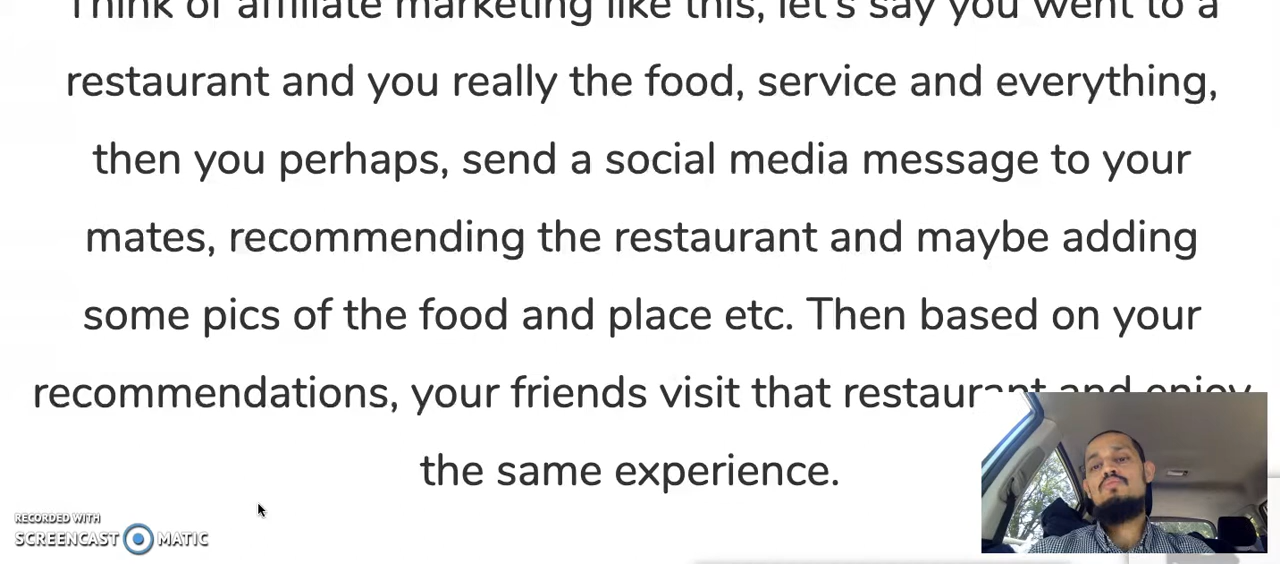 Think of affiliate marketing like this, let's say you went to a
restaurant and you really the food, service and everything,
then you perhaps, send a social media message to your
mates, recommending the restaurant and maybe adding
some pics of the food and place etc. Then based on your
recommendations, your friends visit that restaurant and enjoy
the same experience.
RECORDED WITH
SCREENCAST MATIC